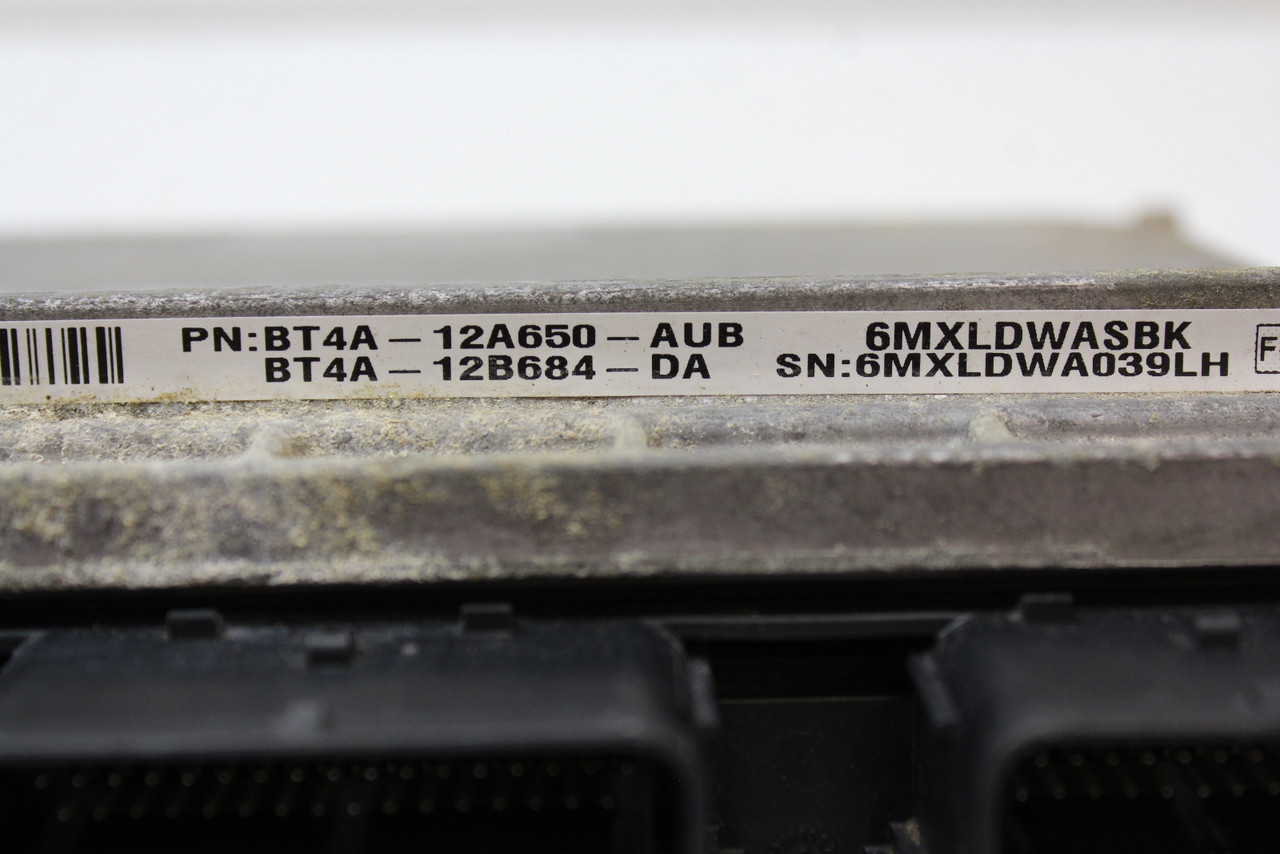 PN:BT4A-12A650-AUB 6MXLDWASBK
BT4A-12B684-DA SN:6MXLDWA039LH